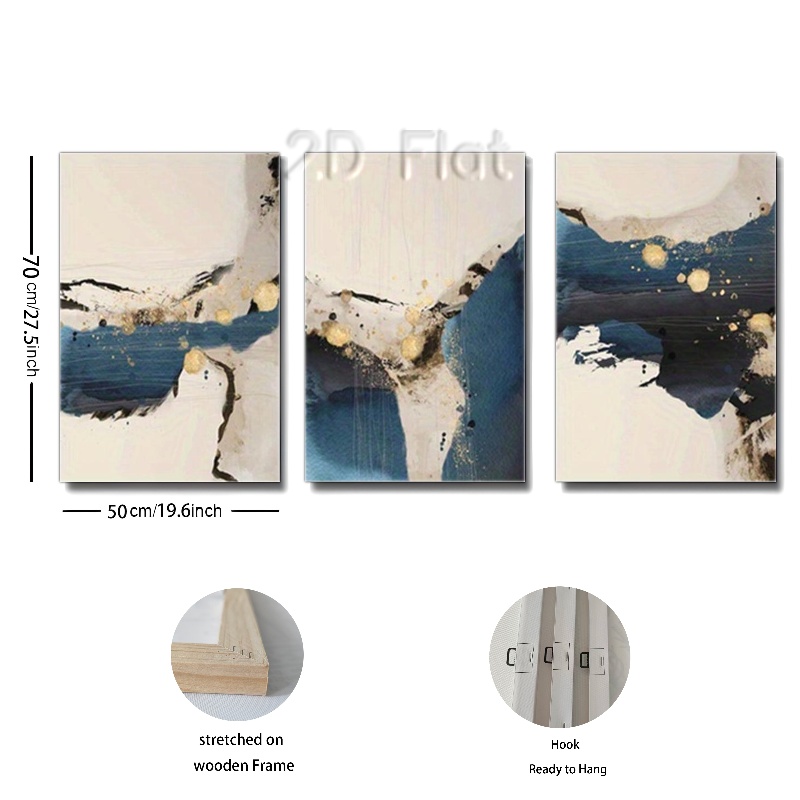 2D Flat
70 cm/27.5inch
50cm/19.6inch
stretched on
wooden Frame
Hook
Ready to Hang